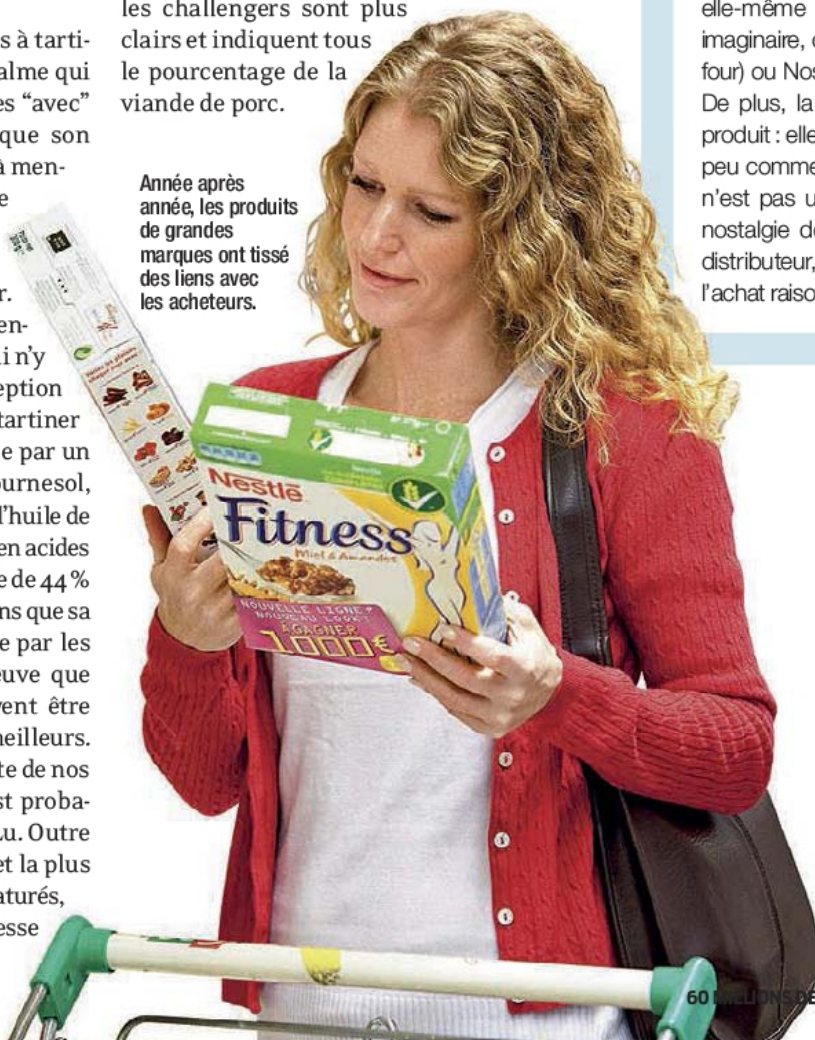 les challengers sont plus
clairs et indiquent tous
le pourcentage de la
viande de porc.
s à tarti-
alme qui
es “avec”
que son
à men-
e
r.
en-
i n’y
eption
tartiner
e par un
ournesol,
l’huile de
en acides
e de 44 %
ns que sa
e par les
euve que
vent être
eilleurs.
te de nos
st proba-
Lu. Outre
et la plus
aturés,
esse
Année après
année, les produits
de grandes
marques ont tissé
des liens avec
les acheteurs.
Nestlé
Fitness
Miel & Amandes
NOUVELLE LIGNE ?
NOUVEAU LOOK !
A GAGNER
1000€
elle-même
imaginaire,
four) ou Nos
De plus, la
produit : elle
peu comme
n’est pas u
nostalgie d
distributeur,
l’achat raiso
60 MILLIONS DE